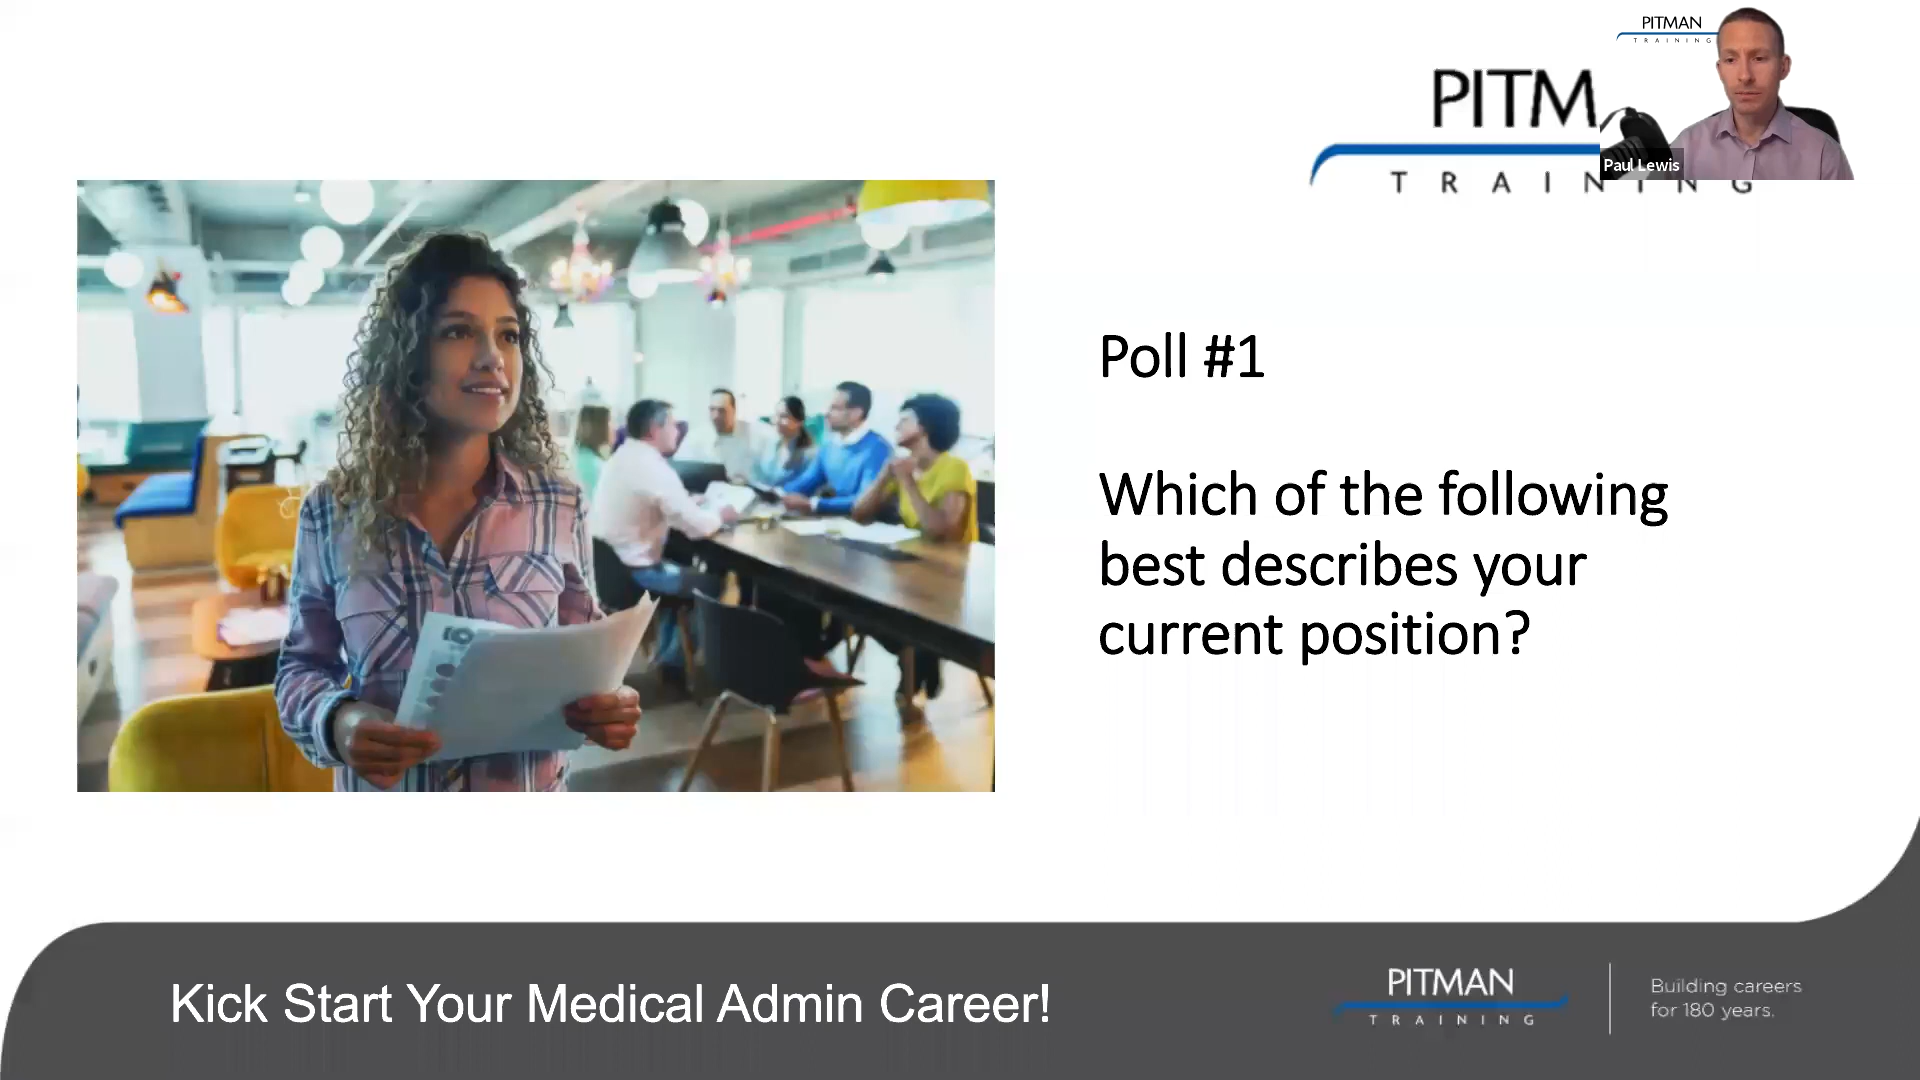 PITMAN
TRAINING
PITM
TRAINING
Paul Lewis
Poll #1
Which of the following
best describes your
current position?
Kick Start Your Medical Admin Career!
PITMAN
TRAINING
Building careers
for 180 years.